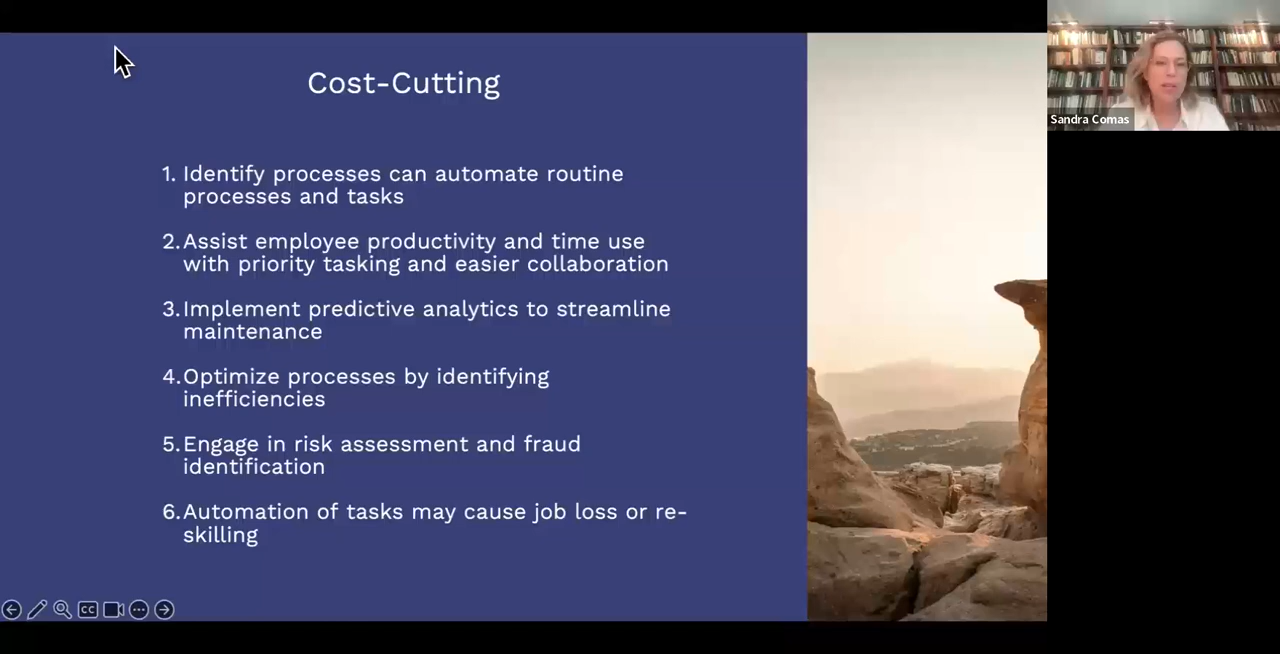 Cost-Cutting
1. Identify processes can automate routine
processes and tasks
2. Assist employee productivity and time use
with priority tasking and easier collaboration
3. Implement predictive analytics to streamline
maintenance
4. Optimize processes by identifying
inefficiencies
5. Engage in risk assessment and fraud
identification
6. Automation of tasks may cause job loss or re-
skilling
CC
Sandra Comas